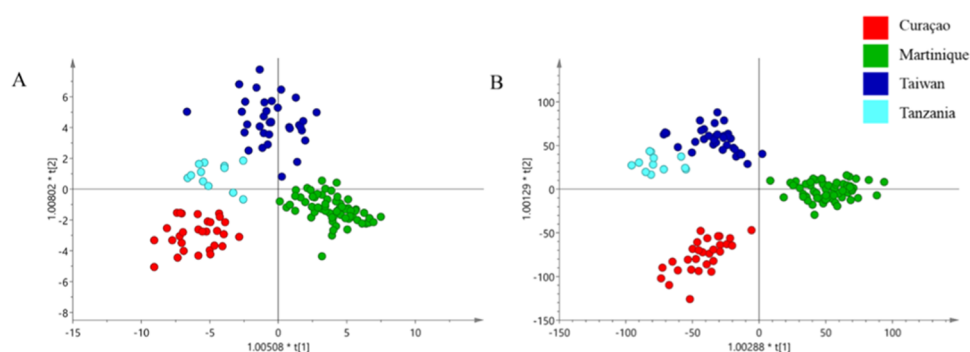 A
1.00802 * t[2]
6
4
2
0
-2
-4
-6
-8
-15
-10
-5
0
5
10
1.00508 * t[1]
B
1.00129 * t[2]
100
50
0
-50
-100
-150
-150
-100
-50
0
50
100
1.00288 * t[1]
Curaçao
Martinique
Taiwan
Tanzania